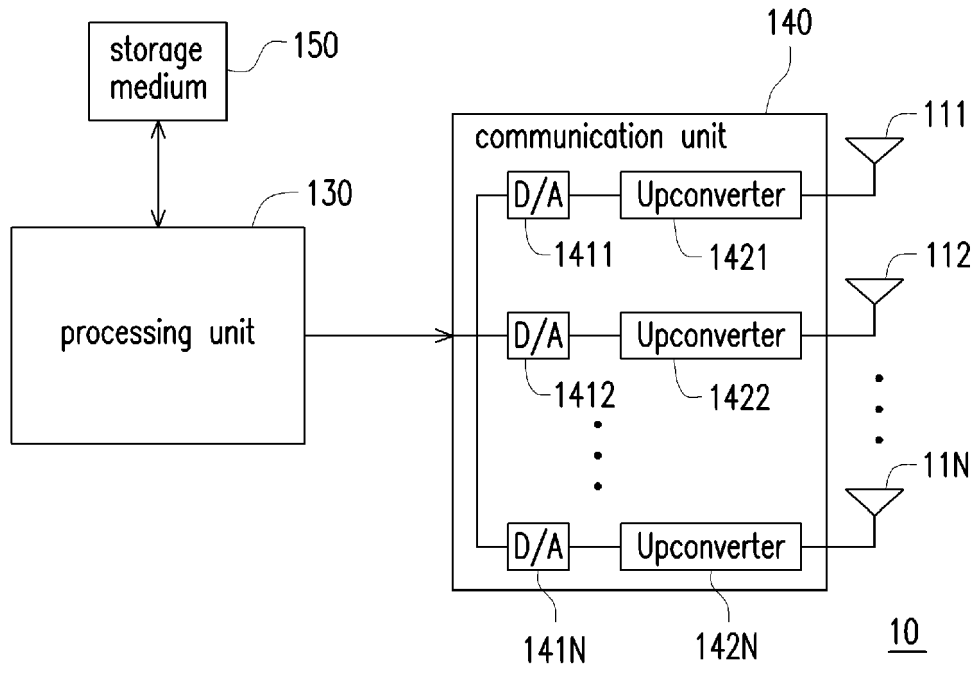 storage
medium
150
140
communication unit
111
D/A
Upconverter
1411
1421
130
processing unit
112
D/A
Upconverter
1412
1422
11N
D/A
Upconverter
141N
142N
10